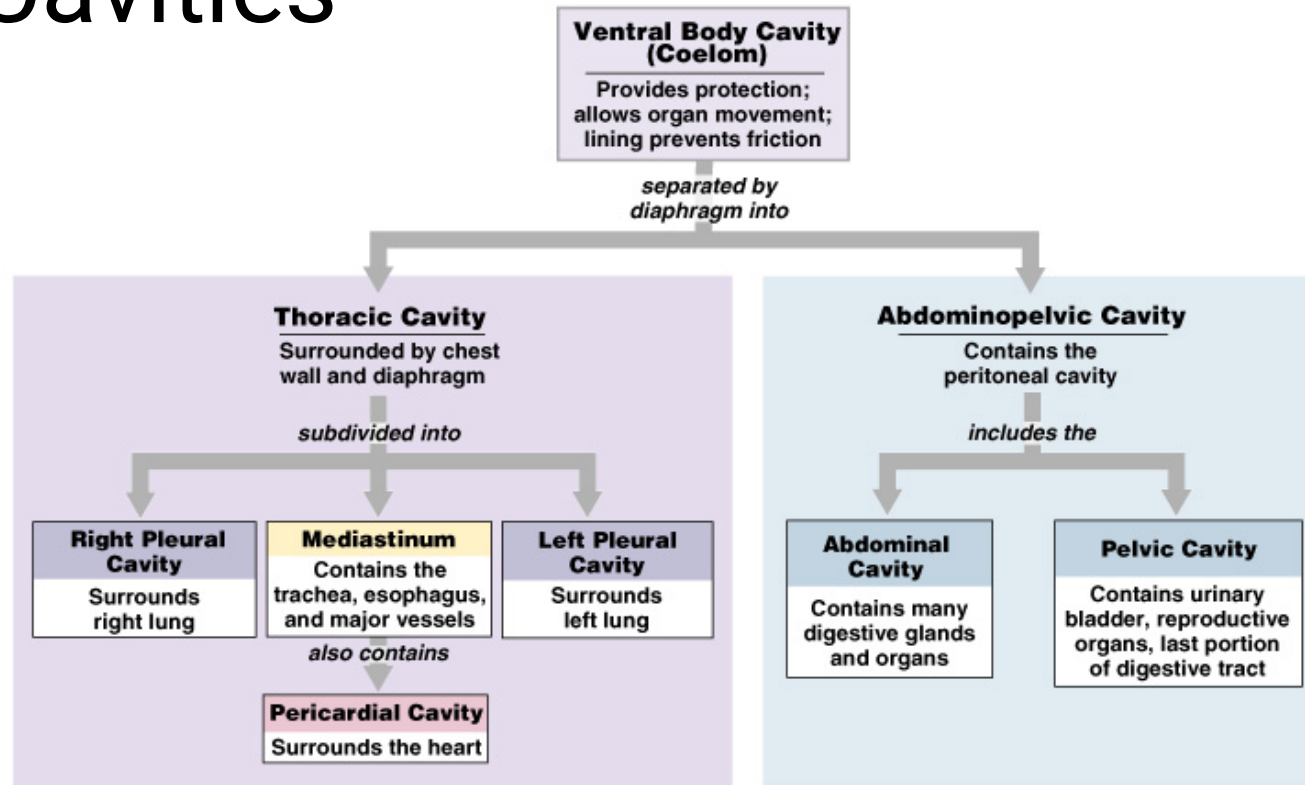 Cavities
Ventral Body Cavity
(Coelom)
Provides protection;
allows organ movement;
lining prevents friction
separated by
diaphragm into
Thoracic Cavity
Surrounded by chest
wall and diaphragm
subdivided into
Right Pleural
Cavity
Surrounds
right lung
Mediastinum
Contains the
trachea, esophagus,
and major vessels
Left Pleural
Cavity
Surrounds
left lung
also contains
Pericardial Cavity
Surrounds the heart
Abdominopelvic Cavity
Contains the
peritoneal cavity
includes the
Abdominal
Cavity
Contains many
digestive glands
and organs
Pelvic Cavity
Contains urinary
bladder, reproductive
organs, last portion
of digestive tract